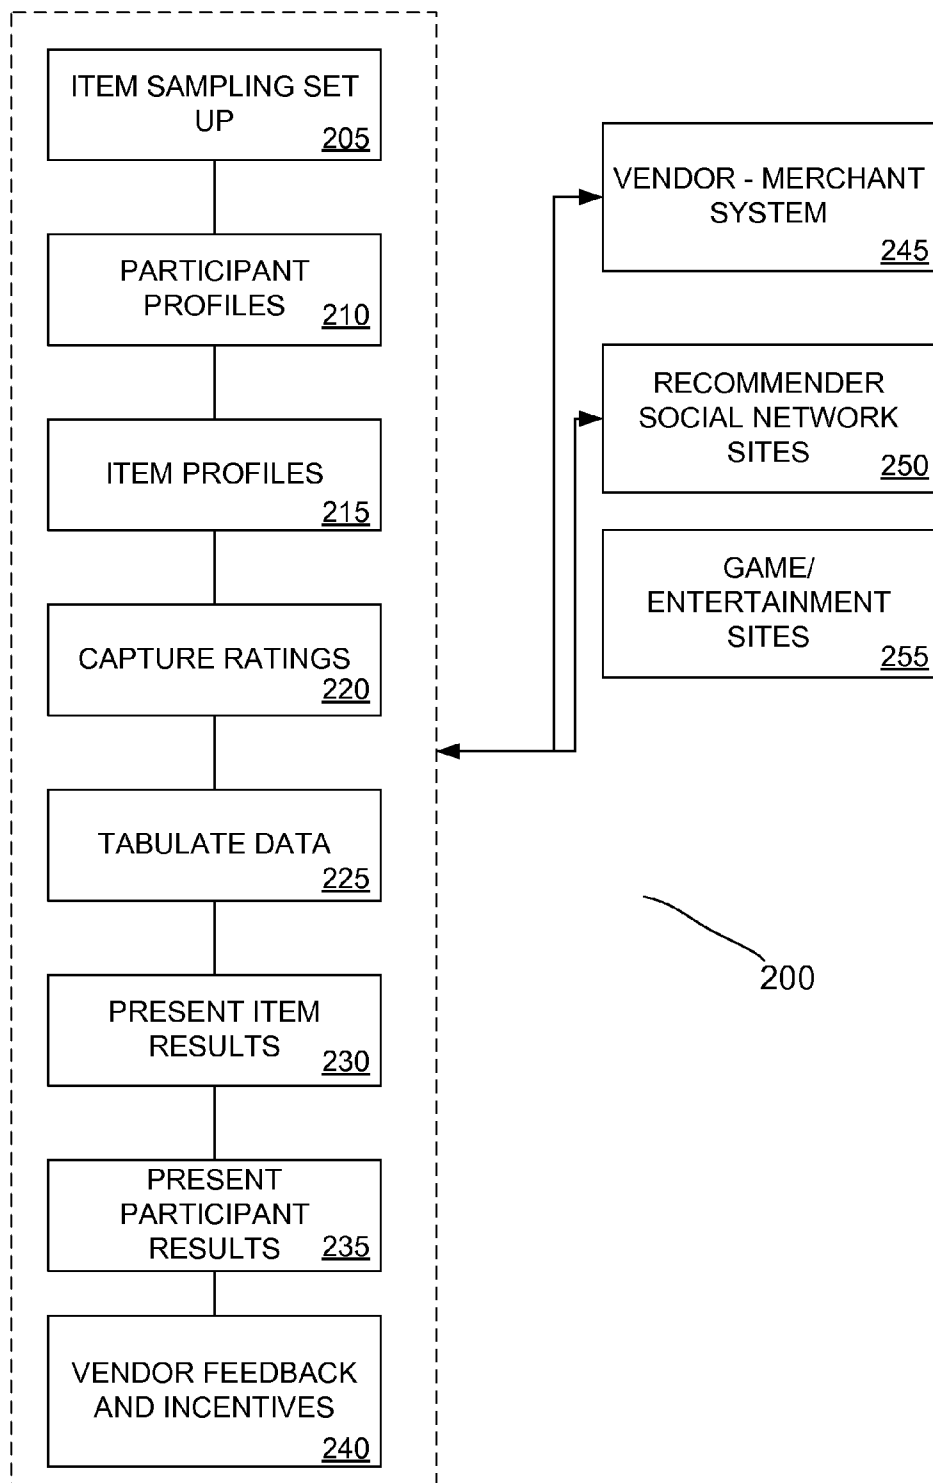 ITEM SAMPLING SET
UP
205
PARTICIPANT
PROFILES
210
ITEM PROFILES
215
CAPTURE RATINGS
220
TABULATE DATA
225
PRESENT ITEM
RESULTS
230
PRESENT
PARTICIPANT
RESULTS
235
VENDOR FEEDBACK
AND INCENTIVES
240
VENDOR - MERCHANT
SYSTEM
245
RECOMMENDER
SOCIAL NETWORK
SITES
250
GAME/
ENTERTAINMENT
SITES
255
200